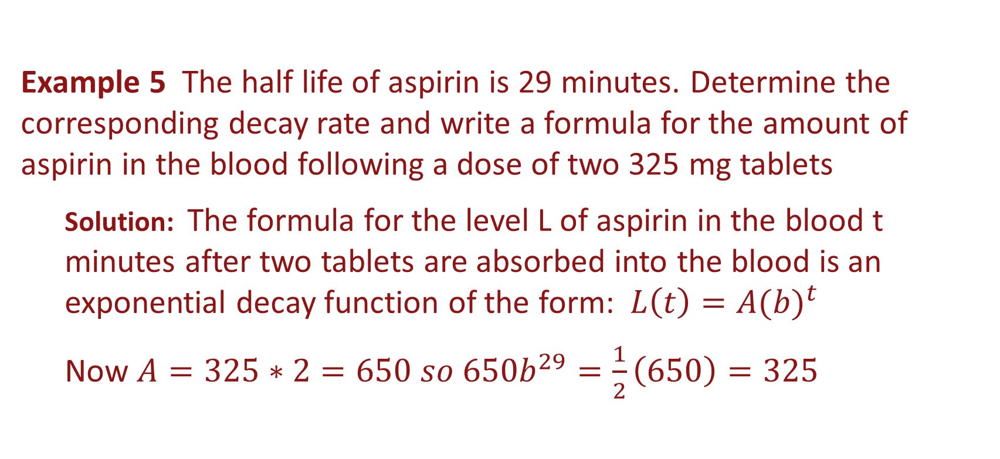 Example 5 The half life of aspirin is 29 minutes. Determine the
corresponding decay rate and write a formula for the amount of
aspirin in the blood following a dose of two 325 mg tablets
Solution: The formula for the level L of aspirin in the blood t
minutes after two tablets are absorbed into the blood is an
exponential decay function of the form: L(t) = A(b)^t
Now A = 325 * 2 = 650 so 650b^29 = 1/2 (650) = 325